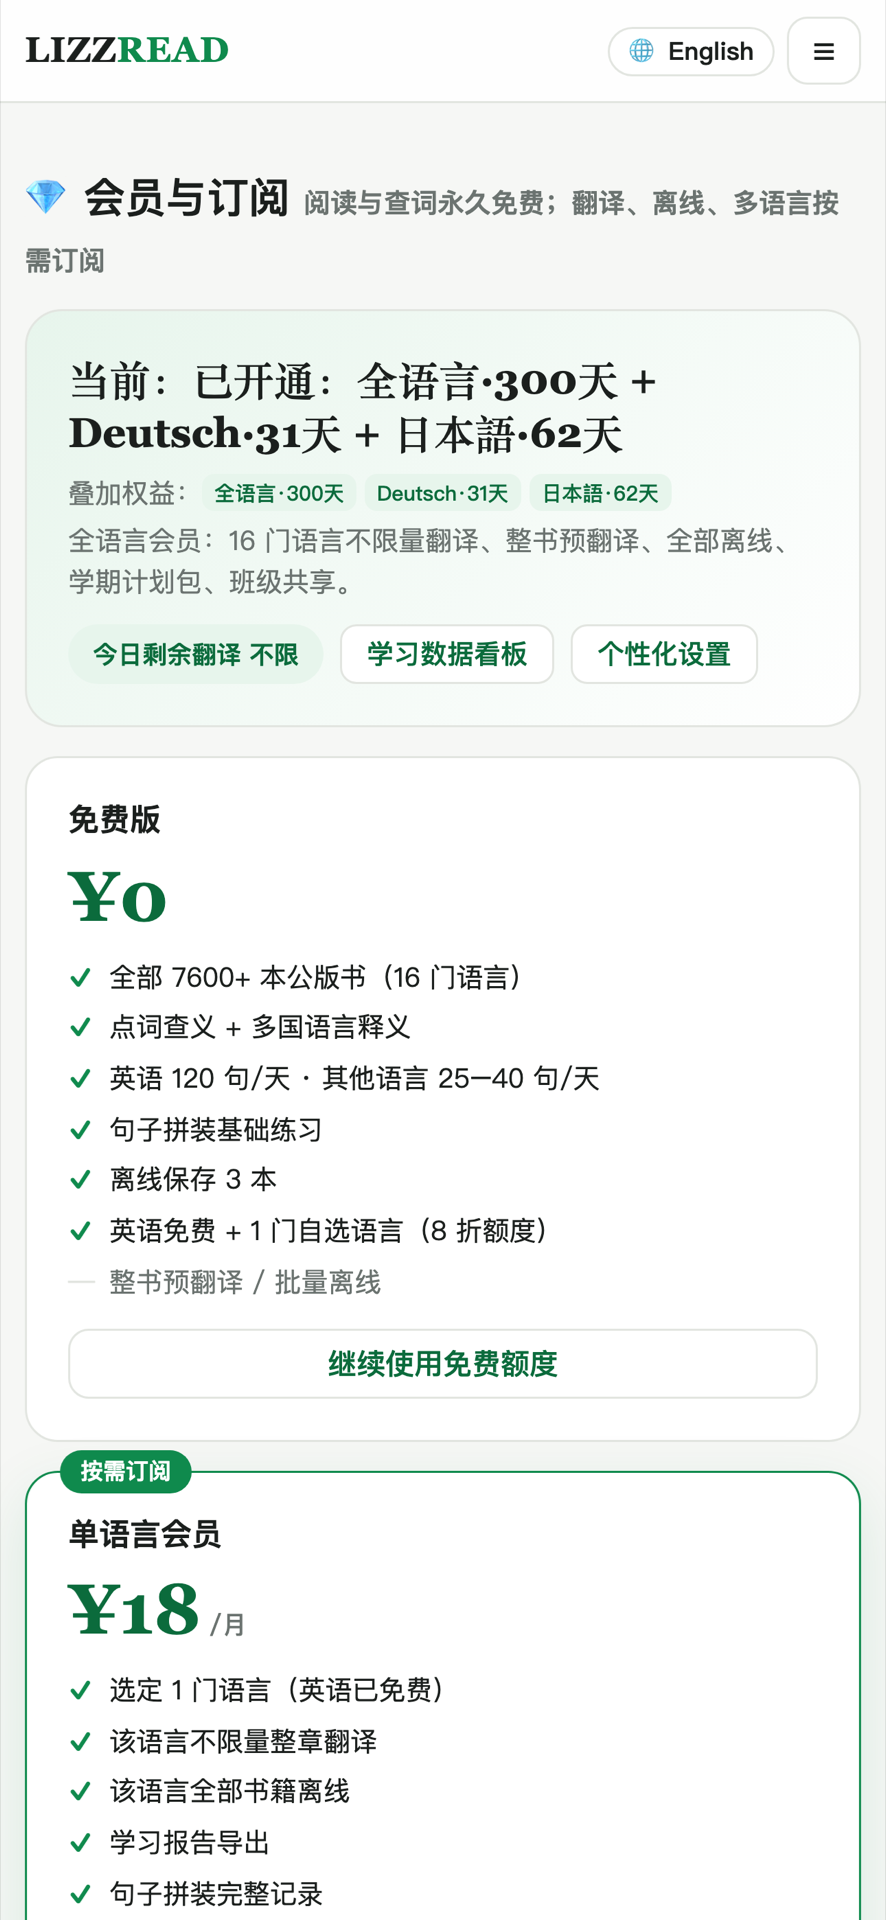 LIZZREAD
English
会员与订阅 阅读与查词永久免费；翻译、离线、多语言按
需订阅
当前：已开通：全语言·300天 +
Deutsch·31天 + 日本語·62天
叠加权益： 全语言·300天 Deutsch·31天 日本語·62天
全语言会员：16 门语言不限量翻译、整书预翻译、全部离线、
学期计划包、班级共享。
今日剩余翻译 不限 学习数据看板 个性化设置
免费版
¥0
全部 7600+ 本公版书（16 门语言）
点词查义 + 多国语言释义
英语 120 句/天 · 其他语言 25–40 句/天
句子拼装基础练习
离线保存 3 本
英语免费 + 1 门自选语言（8 折额度）
整书预翻译 / 批量离线
继续使用免费额度
按需订阅
单语言会员
¥18 /月
选定 1 门语言（英语已免费）
该语言不限量整章翻译
该语言全部书籍离线
学习报告导出
句子拼装完整记录